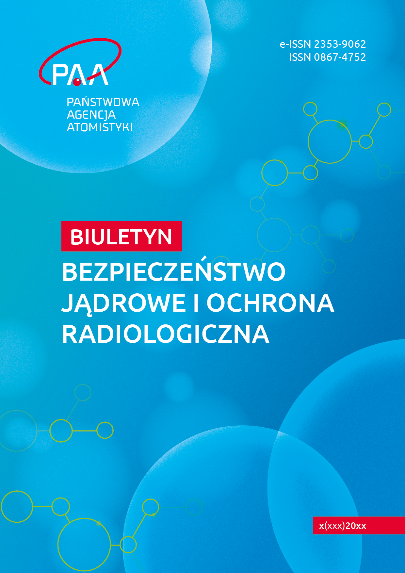 e-ISSN 2353-9062
ISSN 0867-4752
PAA
PAŃSTWOWA
AGENCJA
ATOMISTYKI
BIULETYN
BEZPIECZEŃSTWO
JĄDROWE I OCHRONA
RADIOLOGICZNA
x(xxx)20xx